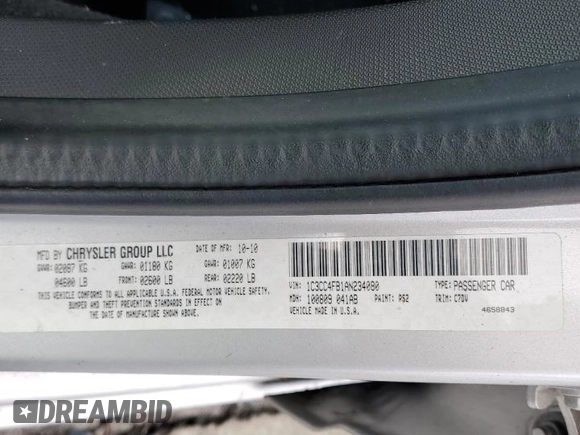 MFD BY CHRYSLER GROUP LLC
DATE OF MFR: 10-10
GVWR: 02087 KG GAWR: 01180 KG GAWR: 01007 KG
04600 LB FRONT: 02600 LB REAR: 02220 LB
THIS VEHICLE CONFORMS TO ALL APPLICABLE U.S.A. FEDERAL MOTOR VEHICLE SAFETY,
BUMPER AND THEFT PREVENTION STANDARDS IN EFFECT ON
THE DATE OF MANUFACTURE SHOWN ABOVE.
VIN: 1C3CC4FB1AN234080 TYPE: PASSENGER CAR
MDH: 100809 041AB PAINT: PS2 TRIM: C7DV
VEHICLE MADE IN U.S.A. 4658843
DREAMBID